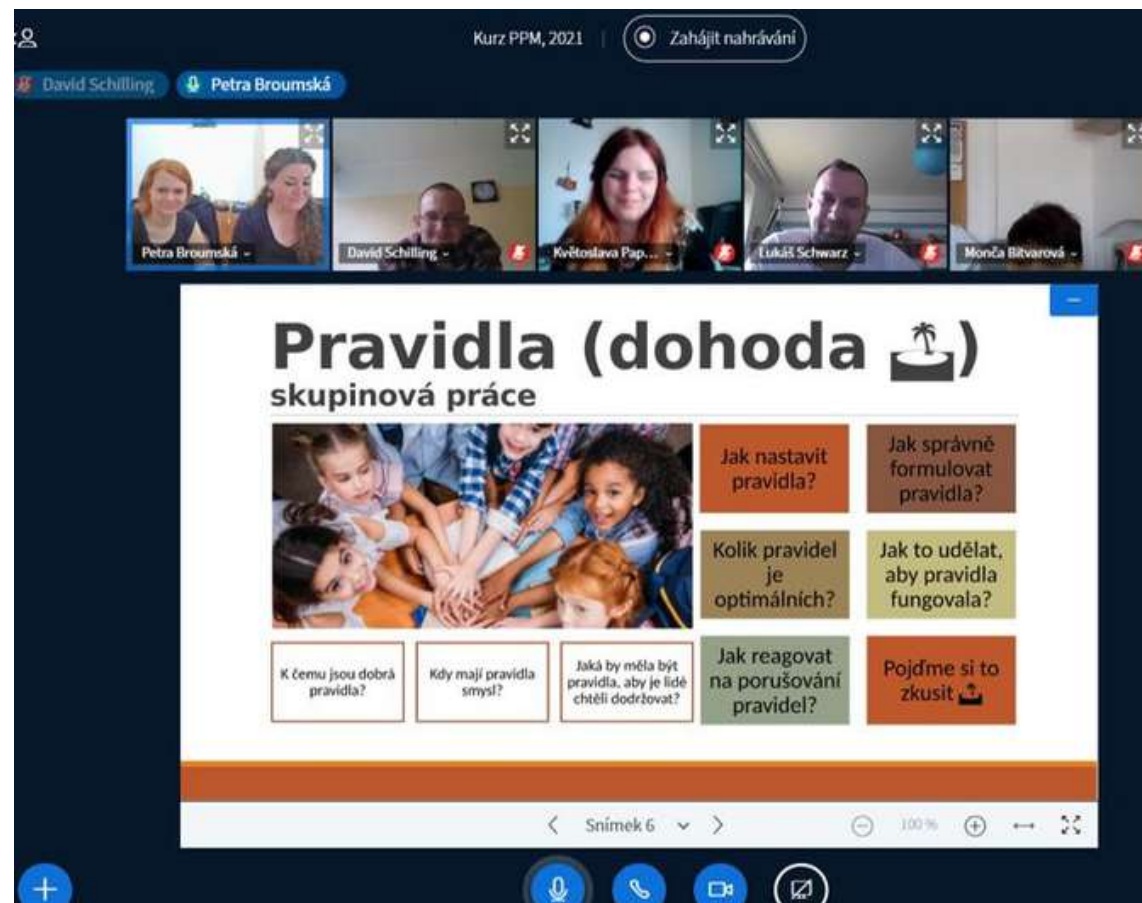 Kurz PPM, 2021
Zahájit nahrávání
David Schilling
Petra Broumská
Petra Broumská
David Schilling
Květoslava Pap...
Lukáš Schwarz
Monča Bitvarová
Pravidla (dohoda )
skupinová práce
Jak nastavit
pravidla?
Jak správně
formulovat
pravidla?
Kolik pravidel
je
optimálních?
Jak to udělat,
aby pravidla
fungovala?
K čemu jsou dobrá
pravidla?
Kdy mají pravidla
smysl?
Jaká by měla být
pravidla, aby je lidé
chtěli dodržovat?
Jak reagovat
na porušování
pravidel?
Pojďme si to
zkusit
Snímek 6
100 %